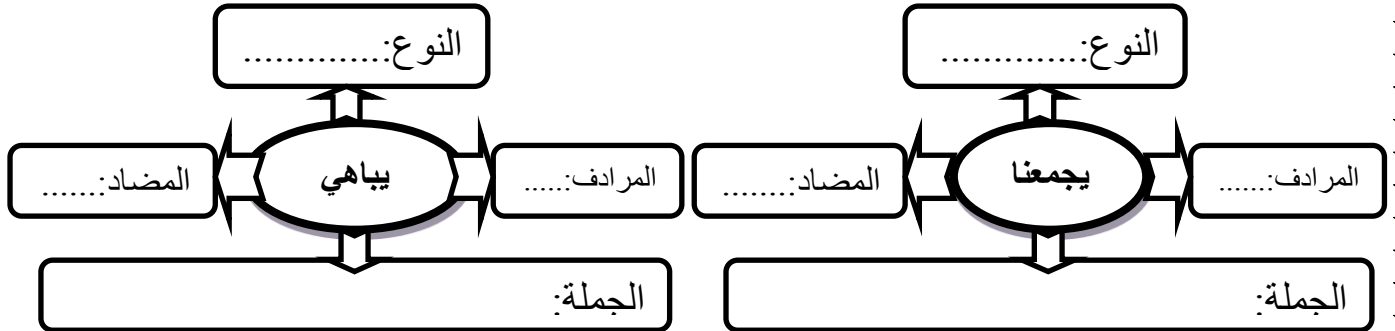 النوع:..............
النوع:..............
المرادف:......
يجمعنا
المضاد:.......
المرادف:.....
يباهي
المضاد:.......
الجملة:
الجملة: